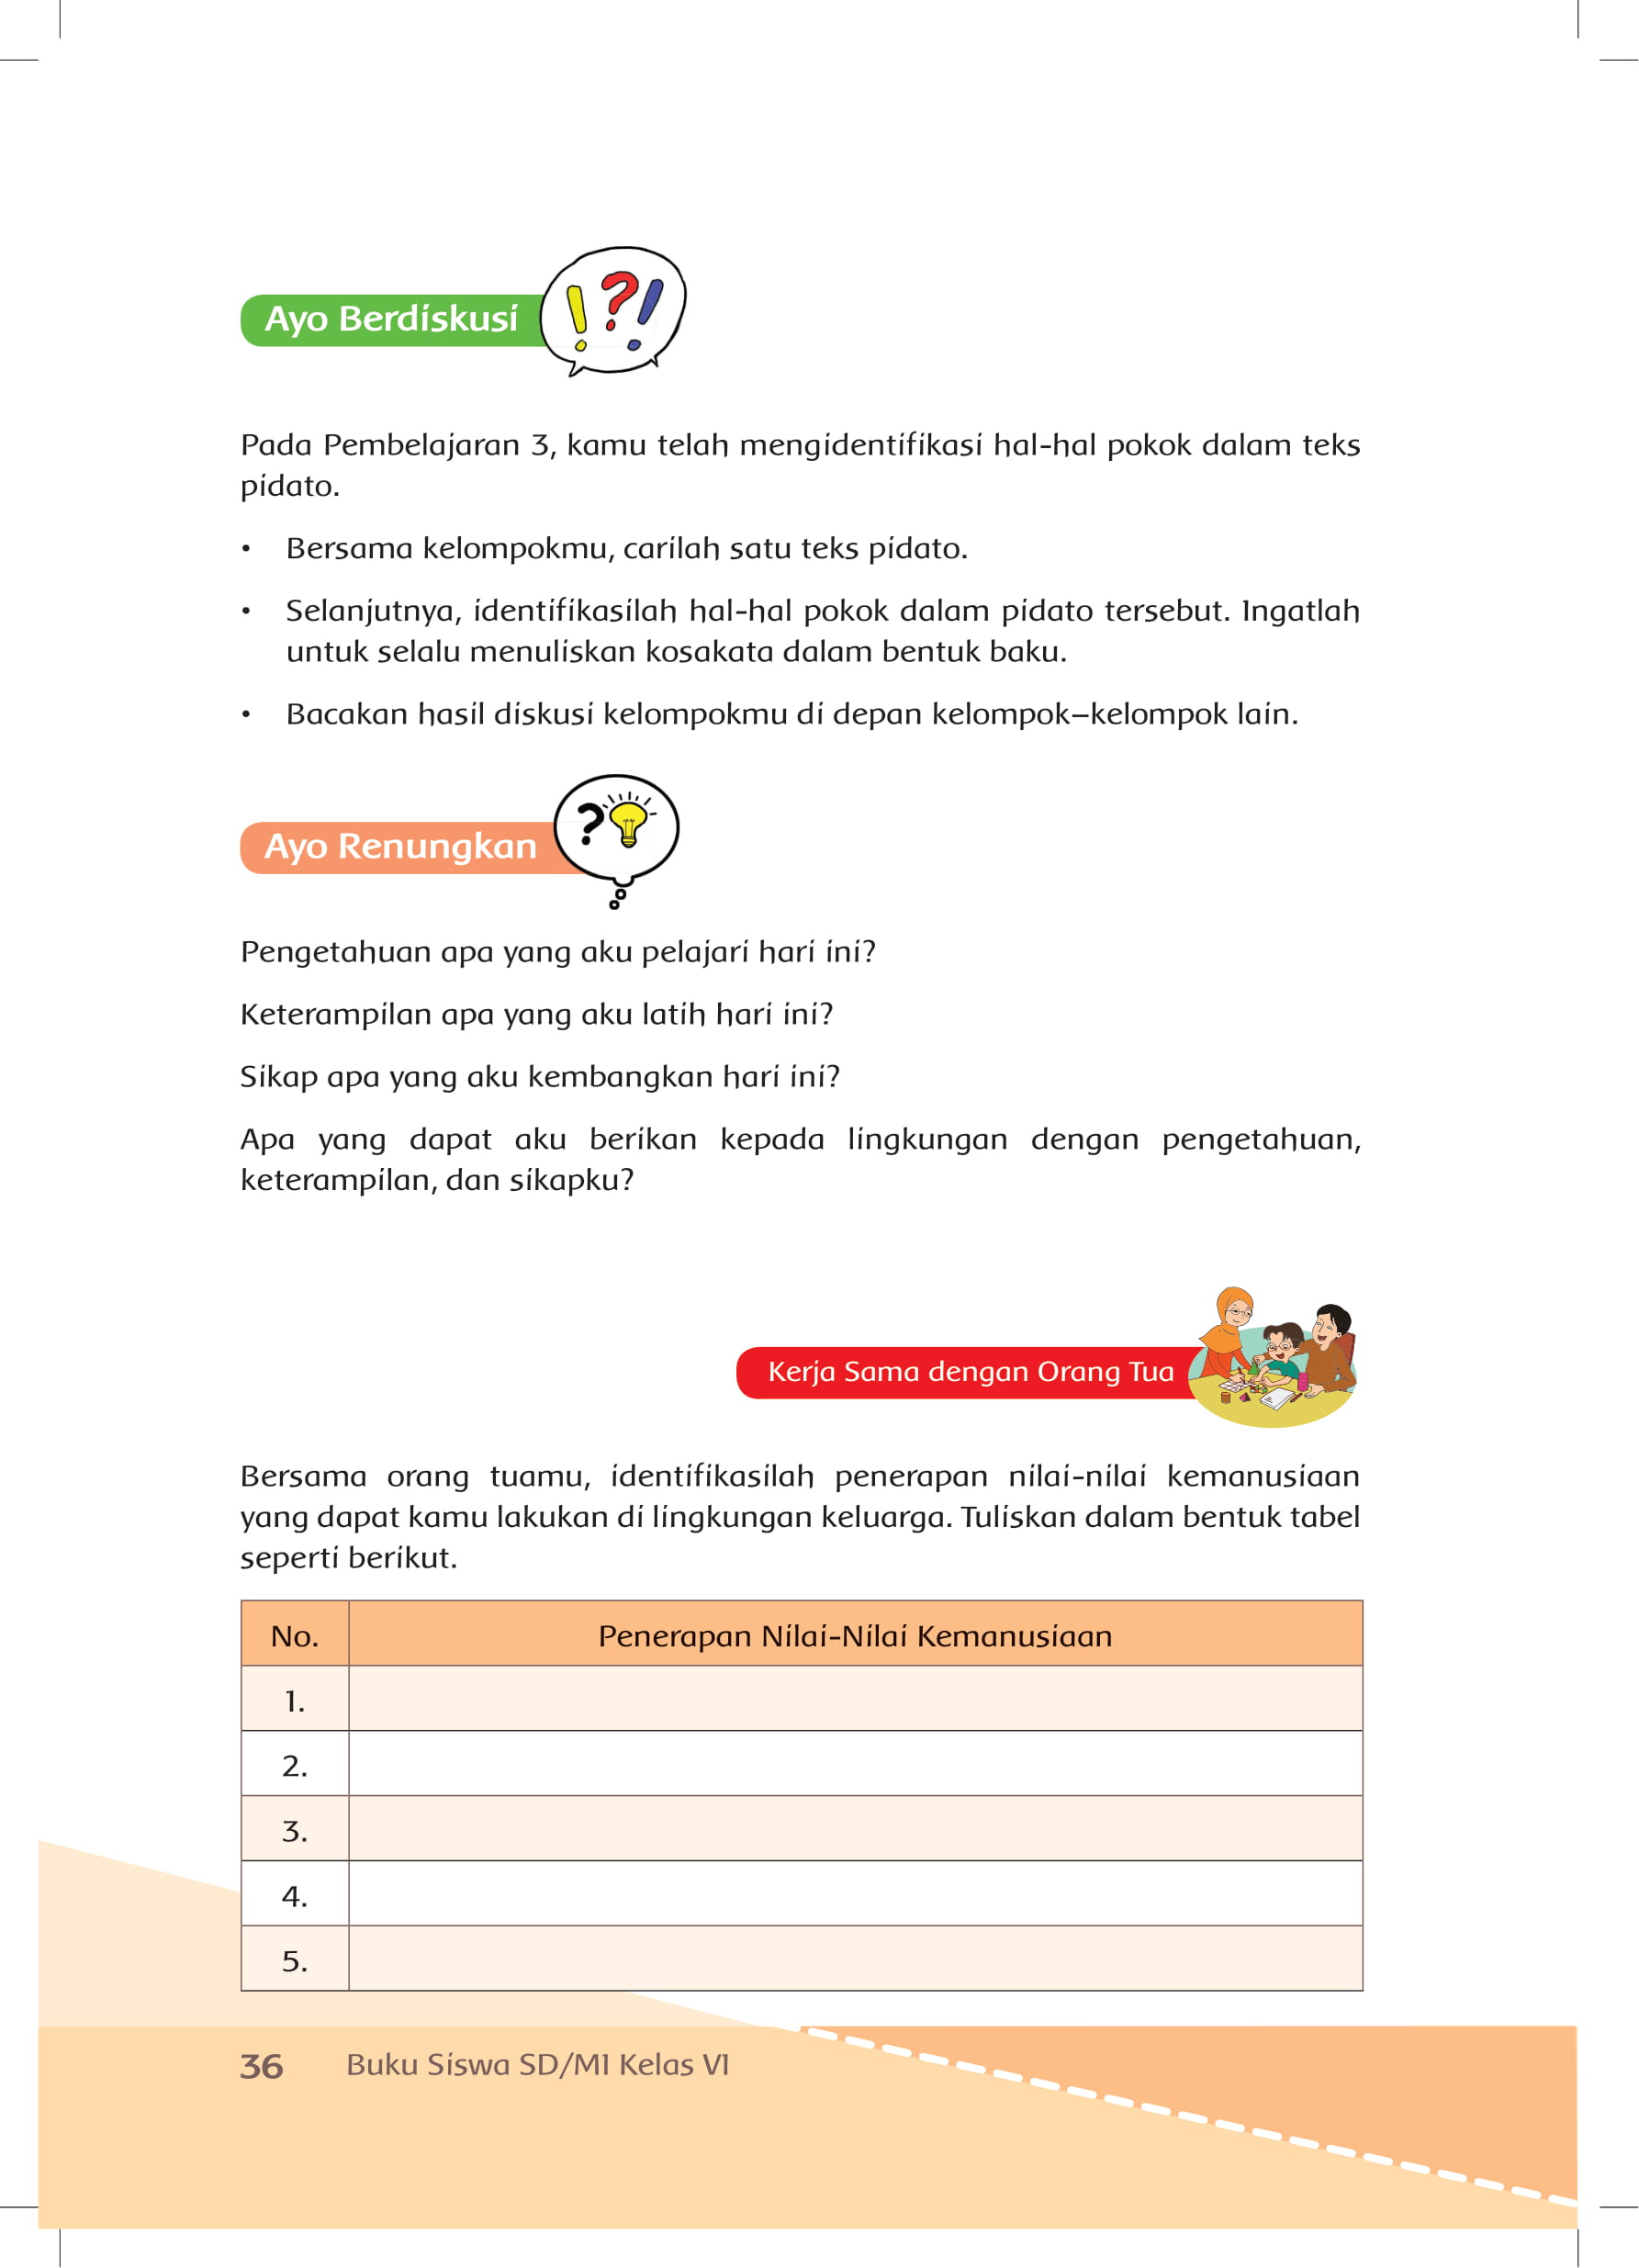 Ayo Berdiskusi
Pada Pembelajaran 3, kamu telah mengidentifikasi hal-hal pokok dalam teks
pidato.
• Bersama kelompokmu, carilah satu teks pidato.
• Selanjutnya, identifikasilah hal-hal pokok dalam pidato tersebut. Ingatlah
untuk selalu menuliskan kosakata dalam bentuk baku.
• Bacakan hasil diskusi kelompokmu di depan kelompok–kelompok lain.
Ayo Renungkan
Pengetahuan apa yang aku pelajari hari ini?
Keterampilan apa yang aku latih hari ini?
Sikap apa yang aku kembangkan hari ini?
Apa yang dapat aku berikan kepada lingkungan dengan pengetahuan,
keterampilan, dan sikapku?
Kerja Sama dengan Orang Tua
Bersama orang tuamu, identifikasilah penerapan nilai-nilai kemanusiaan
yang dapat kamu lakukan di lingkungan keluarga. Tuliskan dalam bentuk tabel
seperti berikut.
No. Penerapan Nilai-Nilai Kemanusiaan
1.
2.
3.
4.
5.
36 Buku Siswa SD/MI Kelas VI